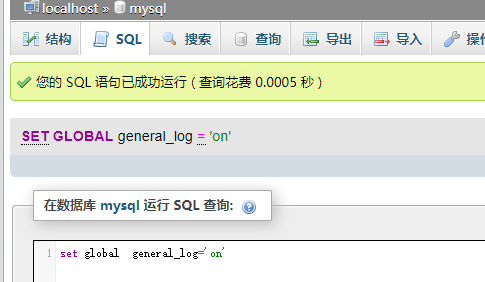 localhost » mysql
结构 SQL 搜索 查询 导出 导入
您的 SQL 语句已成功运行 ( 查询花费 0.0005 秒 )
SET GLOBAL general_log = 'on'
在数据库 mysql 运行 SQL 查询:
1 set global general_log='on'